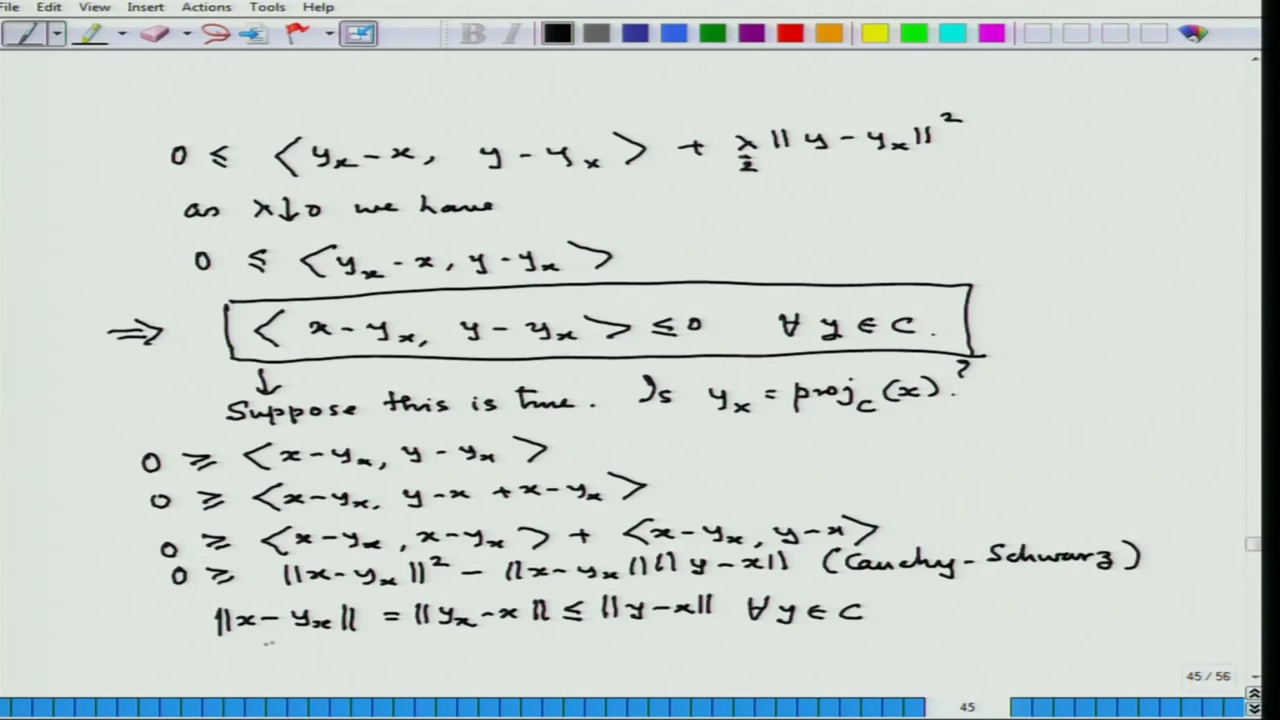 File Edit View Insert Actions Tools Help
B I
0 ≤ ⟨y_x - x, y - y_x⟩ + λ/2 ||y - y_x||²
as λ↓0 we have
0 ≤ ⟨y_x - x, y - y_x⟩
⇒ ⟨x - y_x, y - y_x⟩ ≤ 0 ∀ y ∈ C.
↓
Suppose this is true. Is y_x = proj_C(x)?
0 ≥ ⟨x - y_x, y - y_x⟩
0 ≥ ⟨x - y_x, y - x + x - y_x⟩
0 ≥ ⟨x - y_x, x - y_x⟩ + ⟨x - y_x, y - x⟩
0 ≥ ||x - y_x||² - ||x - y_x|| || y - x|| (Cauchy-Schwarz)
||x - y_x|| = ||y_x - x|| ≤ ||y - x|| ∀ y ∈ C
45 / 56
45